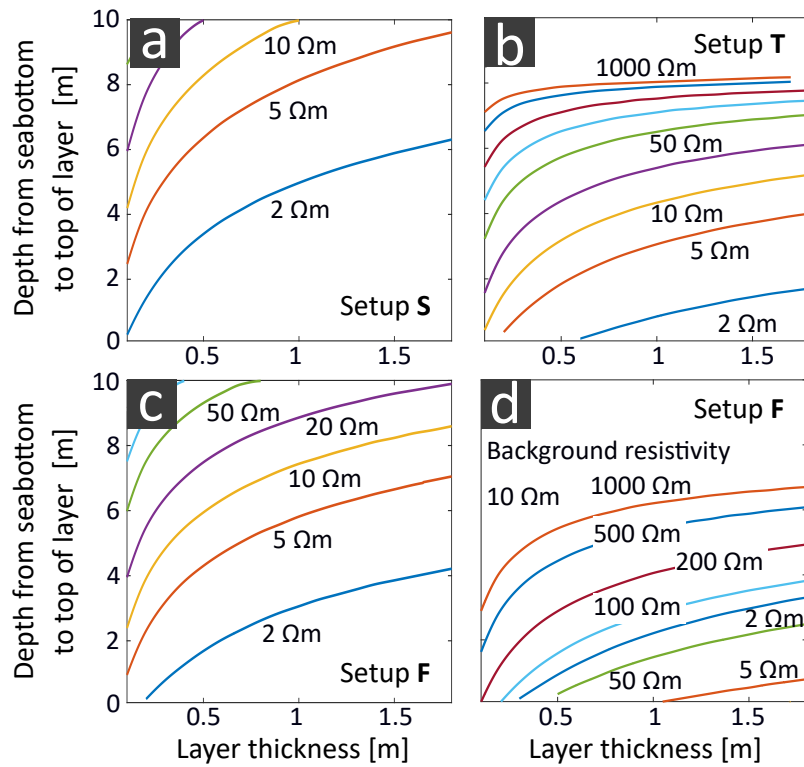 a
10 Ωm
5 Ωm
2 Ωm
Setup S
0
2
4
6
8
10
0.5
1
1.5
b
Setup T
1000 Ωm
50 Ωm
10 Ωm
5 Ωm
2 Ωm
0.5
1
1.5
Depth from seabottom
to top of layer [m]
c
50 Ωm
20 Ωm
10 Ωm
5 Ωm
2 Ωm
Setup F
0
2
4
6
8
10
0.5
1
1.5
Layer thickness [m]
Depth from seabottom
to top of layer [m]
d
Setup F
Background resistivity
10 Ωm
1000 Ωm
500 Ωm
200 Ωm
100 Ωm
2 Ωm
50 Ωm
5 Ωm
0.5
1
1.5
Layer thickness [m]